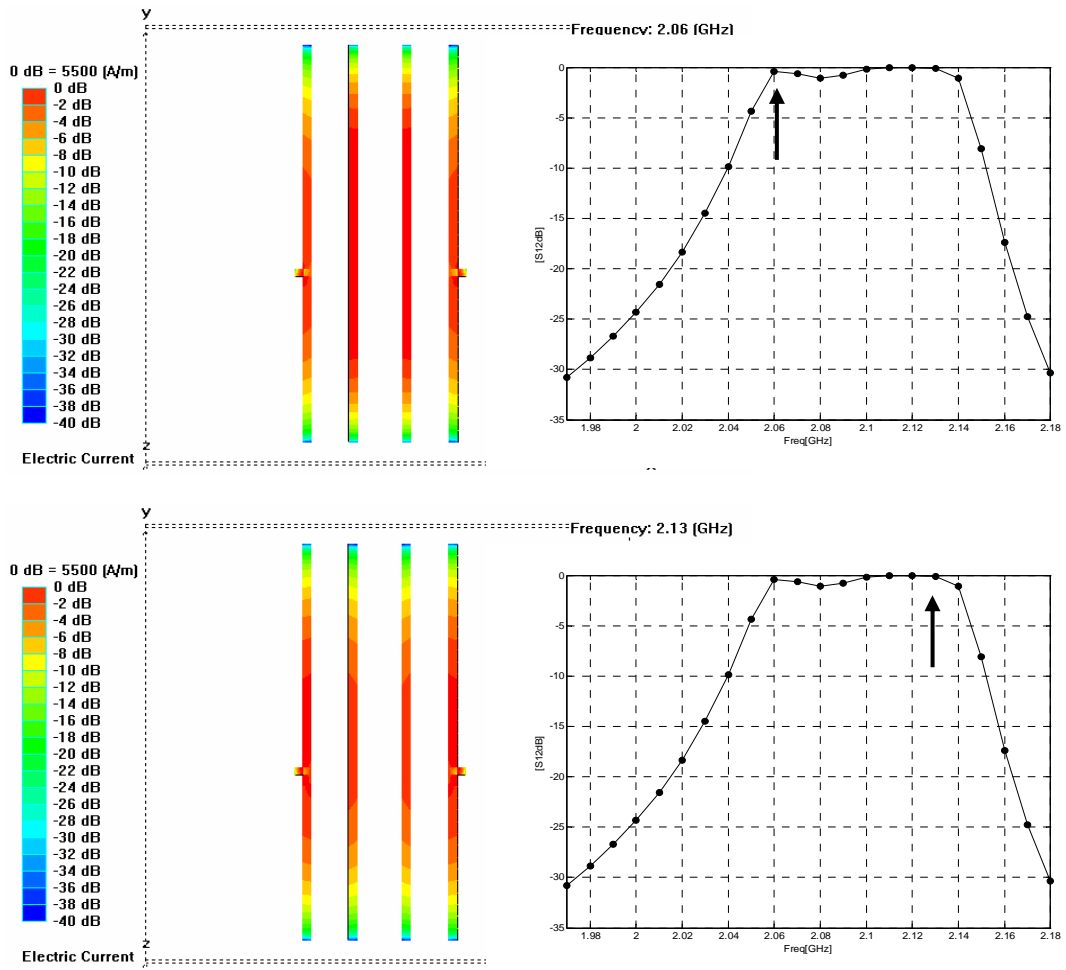 y
Frequency: 2.06 (GHz)
0 dB = 5500 (A/m)
0 dB
-2 dB
-4 dB
-6 dB
-8 dB
-10 dB
-12 dB
-14 dB
-16 dB
-18 dB
-20 dB
-22 dB
-24 dB
-26 dB
-28 dB
-30 dB
-32 dB
-34 dB
-36 dB
-38 dB
-40 dB
z
Electric Current
0
-5
-10
-15
-20
-25
-30
-35
[S12dB]
1.98 2 2.02 2.04 2.06 2.08 2.1 2.12 2.14 2.16 2.18
Freq[GHz]
y
Frequency: 2.13 (GHz)
0 dB = 5500 (A/m)
0 dB
-2 dB
-4 dB
-6 dB
-8 dB
-10 dB
-12 dB
-14 dB
-16 dB
-18 dB
-20 dB
-22 dB
-24 dB
-26 dB
-28 dB
-30 dB
-32 dB
-34 dB
-36 dB
-38 dB
-40 dB
z
Electric Current
0
-5
-10
-15
-20
-25
-30
-35
[S12dB]
1.98 2 2.02 2.04 2.06 2.08 2.1 2.12 2.14 2.16 2.18
Freq[GHz]